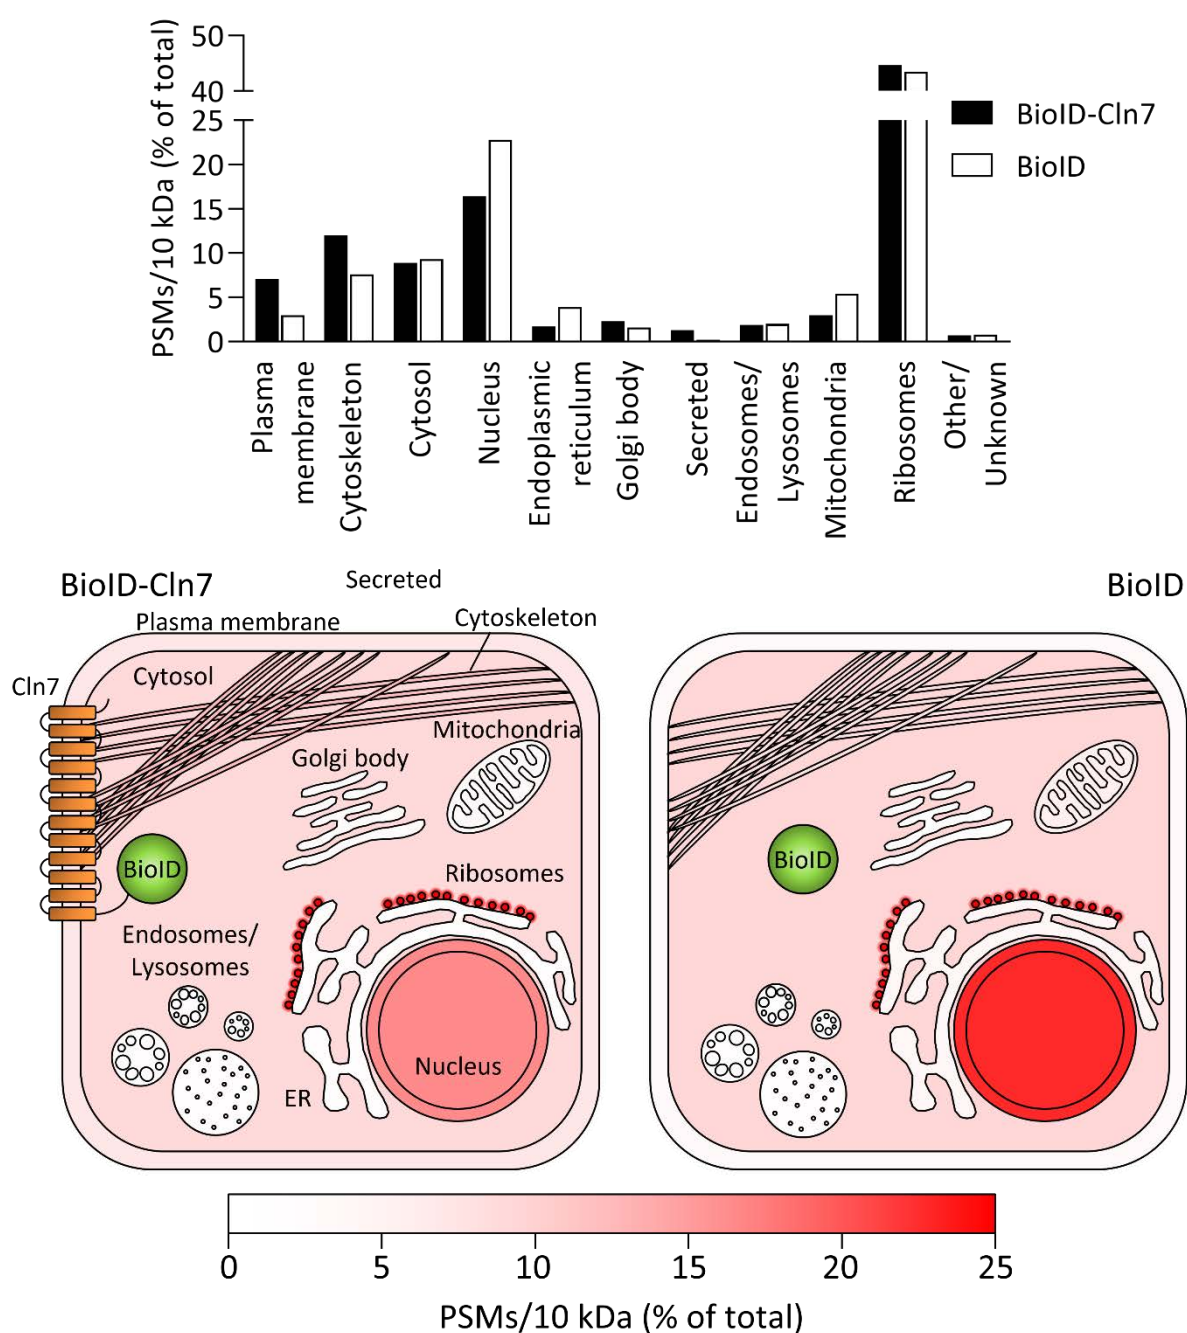 PSMs/10 kDa (% of total)
50
40
25
20
15
10
5
0
BioID-Cln7
BioID
Plasma
membrane
Cytoskeleton
Cytosol
Nucleus
Endoplasmic
reticulum
Golgi body
Secreted
Endosomes/
Lysosomes
Mitochondria
Ribosomes
Other/
Unknown
BioID-Cln7
Secreted
BioID
Plasma membrane
Cytoskeleton
Cln7
Cytosol
Mitochondria
Golgi body
BioID
BioID
Ribosomes
Endosomes/
Lysosomes
Nucleus
ER
0 5 10 15 20 25
PSMs/10 kDa (% of total)